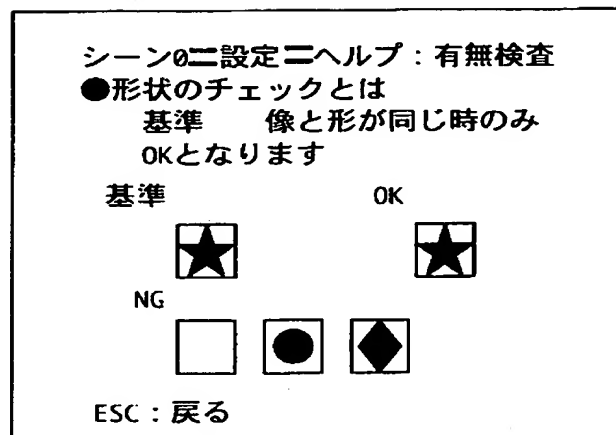 シーン0=設定=ヘルプ:有無検査
●形状のチェックとは
基準 像と形が同じ時のみ
OKとなります
基準 OK
NG
ESC:戻る